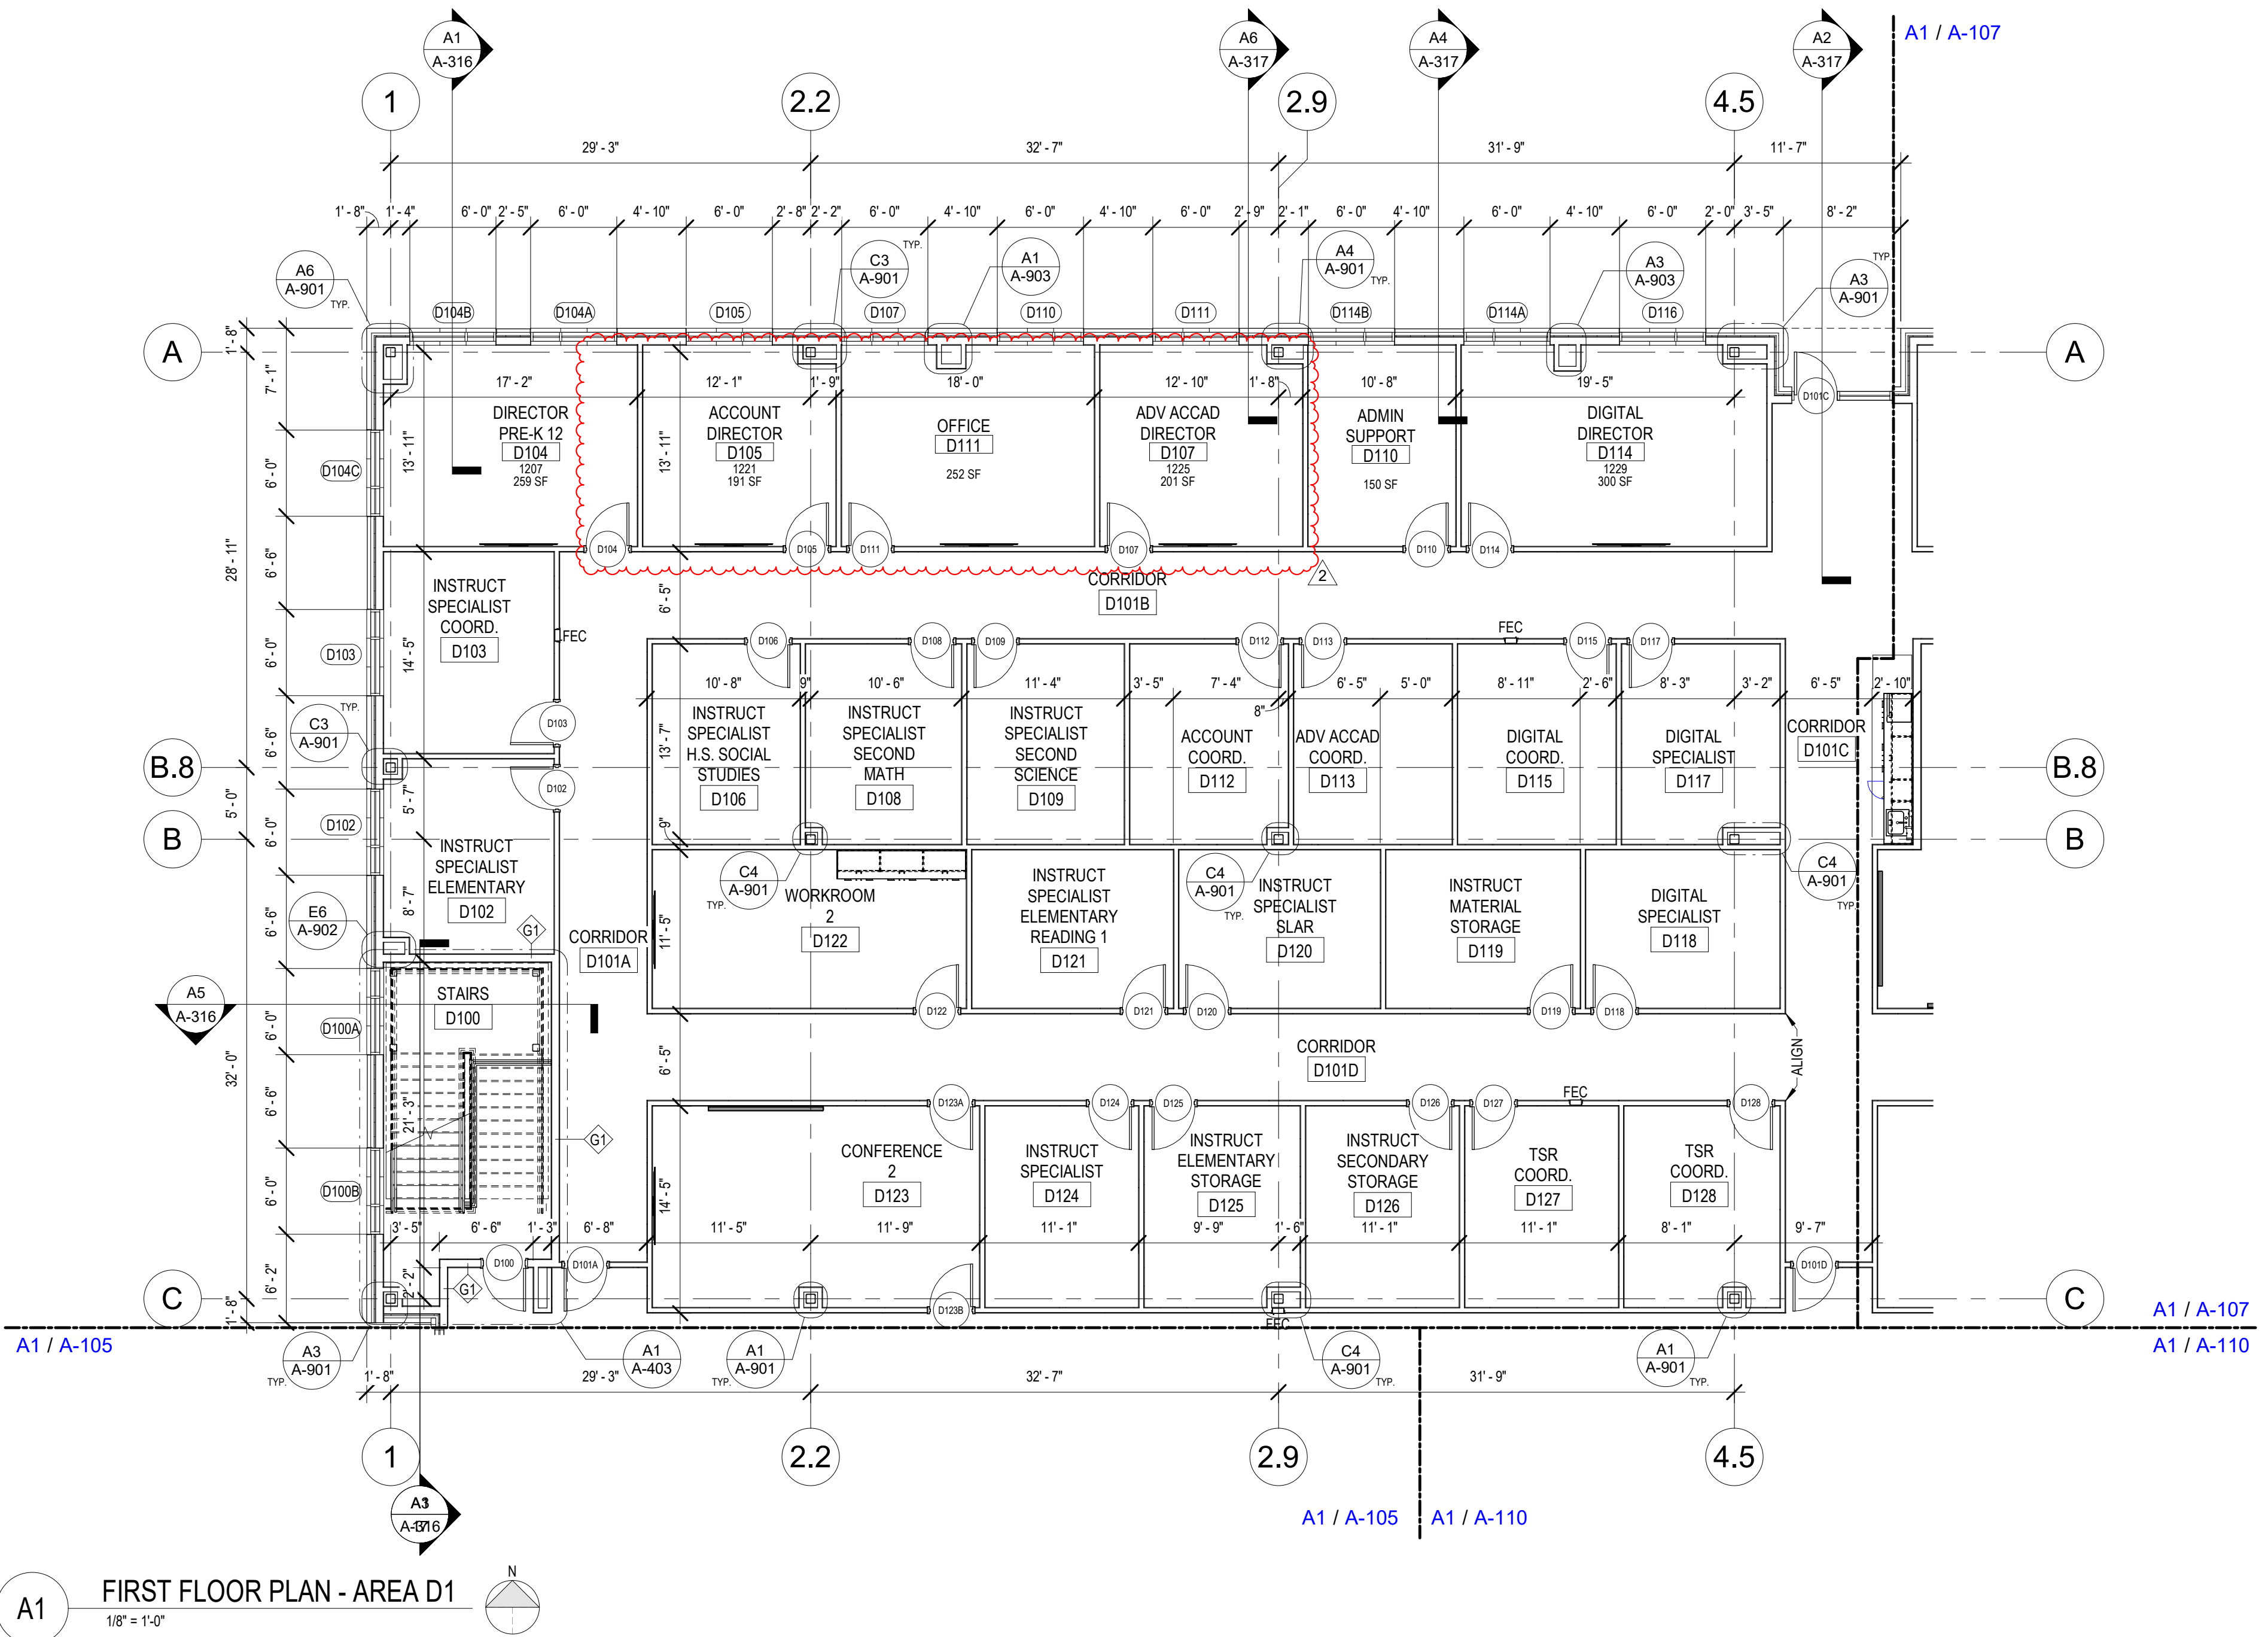 A1
A-316
A6
A-317
A4
A-317
A2
A-317
A1 / A-107
1
2.2
2.9
4.5
29' - 3"
32' - 7"
31' - 9"
11' - 7"
1' - 8"
1' - 4"
6' - 0"
2' - 5"
6' - 0"
4' - 10"
6' - 0"
2' - 8"
2' - 2"
6' - 0"
4' - 10"
6' - 0"
4' - 10"
6' - 0"
2' - 9"
2' - 1"
6' - 0"
4' - 10"
6' - 0"
4' - 10"
6' - 0"
2' - 0"
3' - 5"
8' - 2"
A6
A-901
TYP.
C3
A-901
TYP.
A1
A-903
A4
A-901
TYP.
A3
A-903
A3
A-901
TYP.
D104B
D104A
D105
D107
D110
D111
D114B
D114A
D116
A
A
1' - 8"
7' - 1"
6' - 0"
6' - 6"
28' - 11"
6' - 0"
6' - 6"
5' - 0"
6' - 0"
6' - 6"
6' - 0"
32' - 0"
6' - 6"
6' - 0"
6' - 2"
1' - 8"
17' - 2"
12' - 1"
1' - 9"
18' - 0"
12' - 10"
1' - 8"
10' - 8"
19' - 5"
D101C
DIRECTOR
PRE-K 12
D104
1207
259 SF
ACCOUNT
DIRECTOR
D105
1221
191 SF
OFFICE
D111
252 SF
ADV ACCAD
DIRECTOR
D107
1225
201 SF
ADMIN
SUPPORT
D110
150 SF
DIGITAL
DIRECTOR
D114
1229
300 SF
13' - 11"
13' - 11"
D104C
D104
D105
D111
D107
D110
D114
2
CORRIDOR
D101B
6' - 5"
INSTRUCT
SPECIALIST
COORD.
D103
FEC
14' - 5"
D103
D103
D106
D108
D109
D112
D113
FEC
D115
D117
10' - 8"
9"
10' - 6"
11' - 4"
3' - 5"
7' - 4"
8"
6' - 5"
5' - 0"
8' - 11"
2' - 6"
8' - 3"
3' - 2"
6' - 5"
2' - 10"
13' - 7"
INSTRUCT
SPECIALIST
H.S. SOCIAL
STUDIES
D106
INSTRUCT
SPECIALIST
SECOND
MATH
D108
INSTRUCT
SPECIALIST
SECOND
SCIENCE
D109
ACCOUNT
COORD.
D112
ADV ACCAD
COORD.
D113
DIGITAL
COORD.
D115
DIGITAL
SPECIALIST
D117
CORRIDOR
D101C
C3
A-901
TYP.
B.8
B.8
B
B
D102
D102
5' - 7"
8' - 7"
9"
INSTRUCT
SPECIALIST
ELEMENTARY
D102
E6
A-902
G1
CORRIDOR
D101A
C4
A-901
TYP.
C4
A-901
TYP.
C4
A-901
TYP.
11' - 5"
WORKROOM
2
D122
INSTRUCT
SPECIALIST
ELEMENTARY
READING 1
D121
INSTRUCT
SPECIALIST
SLAR
D120
INSTRUCT
MATERIAL
STORAGE
D119
DIGITAL
SPECIALIST
D118
A5
A-316
STAIRS
D100
D100A
D122
D121
D120
D119
D118
6' - 5"
CORRIDOR
D101D
ALIGN
21' - 3"
G1
D100B
D123A
D124
D125
D126
D127
FEC
D128
14' - 5"
CONFERENCE
2
D123
INSTRUCT
SPECIALIST
D124
INSTRUCT
ELEMENTARY
STORAGE
D125
INSTRUCT
SECONDARY
STORAGE
D126
TSR
COORD.
D127
TSR
COORD.
D128
3' - 5"
6' - 6"
1' - 3"
6' - 8"
11' - 5"
11' - 9"
11' - 1"
9' - 9"
1' - 6"
11' - 1"
11' - 1"
8' - 1"
9' - 7"
D100
D101A
D101D
2' - 2"
G1
C
C
D123B
FEC
A1 / A-107
A1 / A-105
A1 / A-110
A3
A-901
TYP.
A1
A-403
A1
A-901
TYP.
C4
A-901
TYP.
A1
A-901
TYP.
1' - 8"
29' - 3"
32' - 7"
31' - 9"
1
2.2
2.9
4.5
A1 / A-105
A1 / A-110
A1
FIRST FLOOR PLAN - AREA D1
1/8" = 1'-0"
N